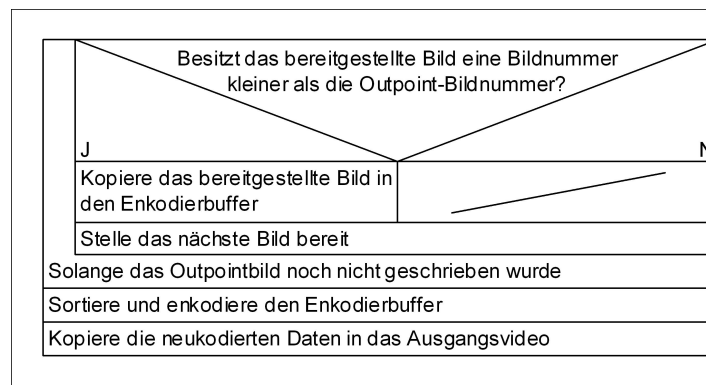 Besitzt das bereitgestellte Bild eine Bildnummer
kleiner als die Outpoint-Bildnummer?
J
N
Kopiere das bereitgestellte Bild in
den Enkodierbuffer
Stelle das nächste Bild bereit
Solange das Outpointbild noch nicht geschrieben wurde
Sortiere und enkodiere den Enkodierbuffer
Kopiere die neukodierten Daten in das Ausgangsvideo